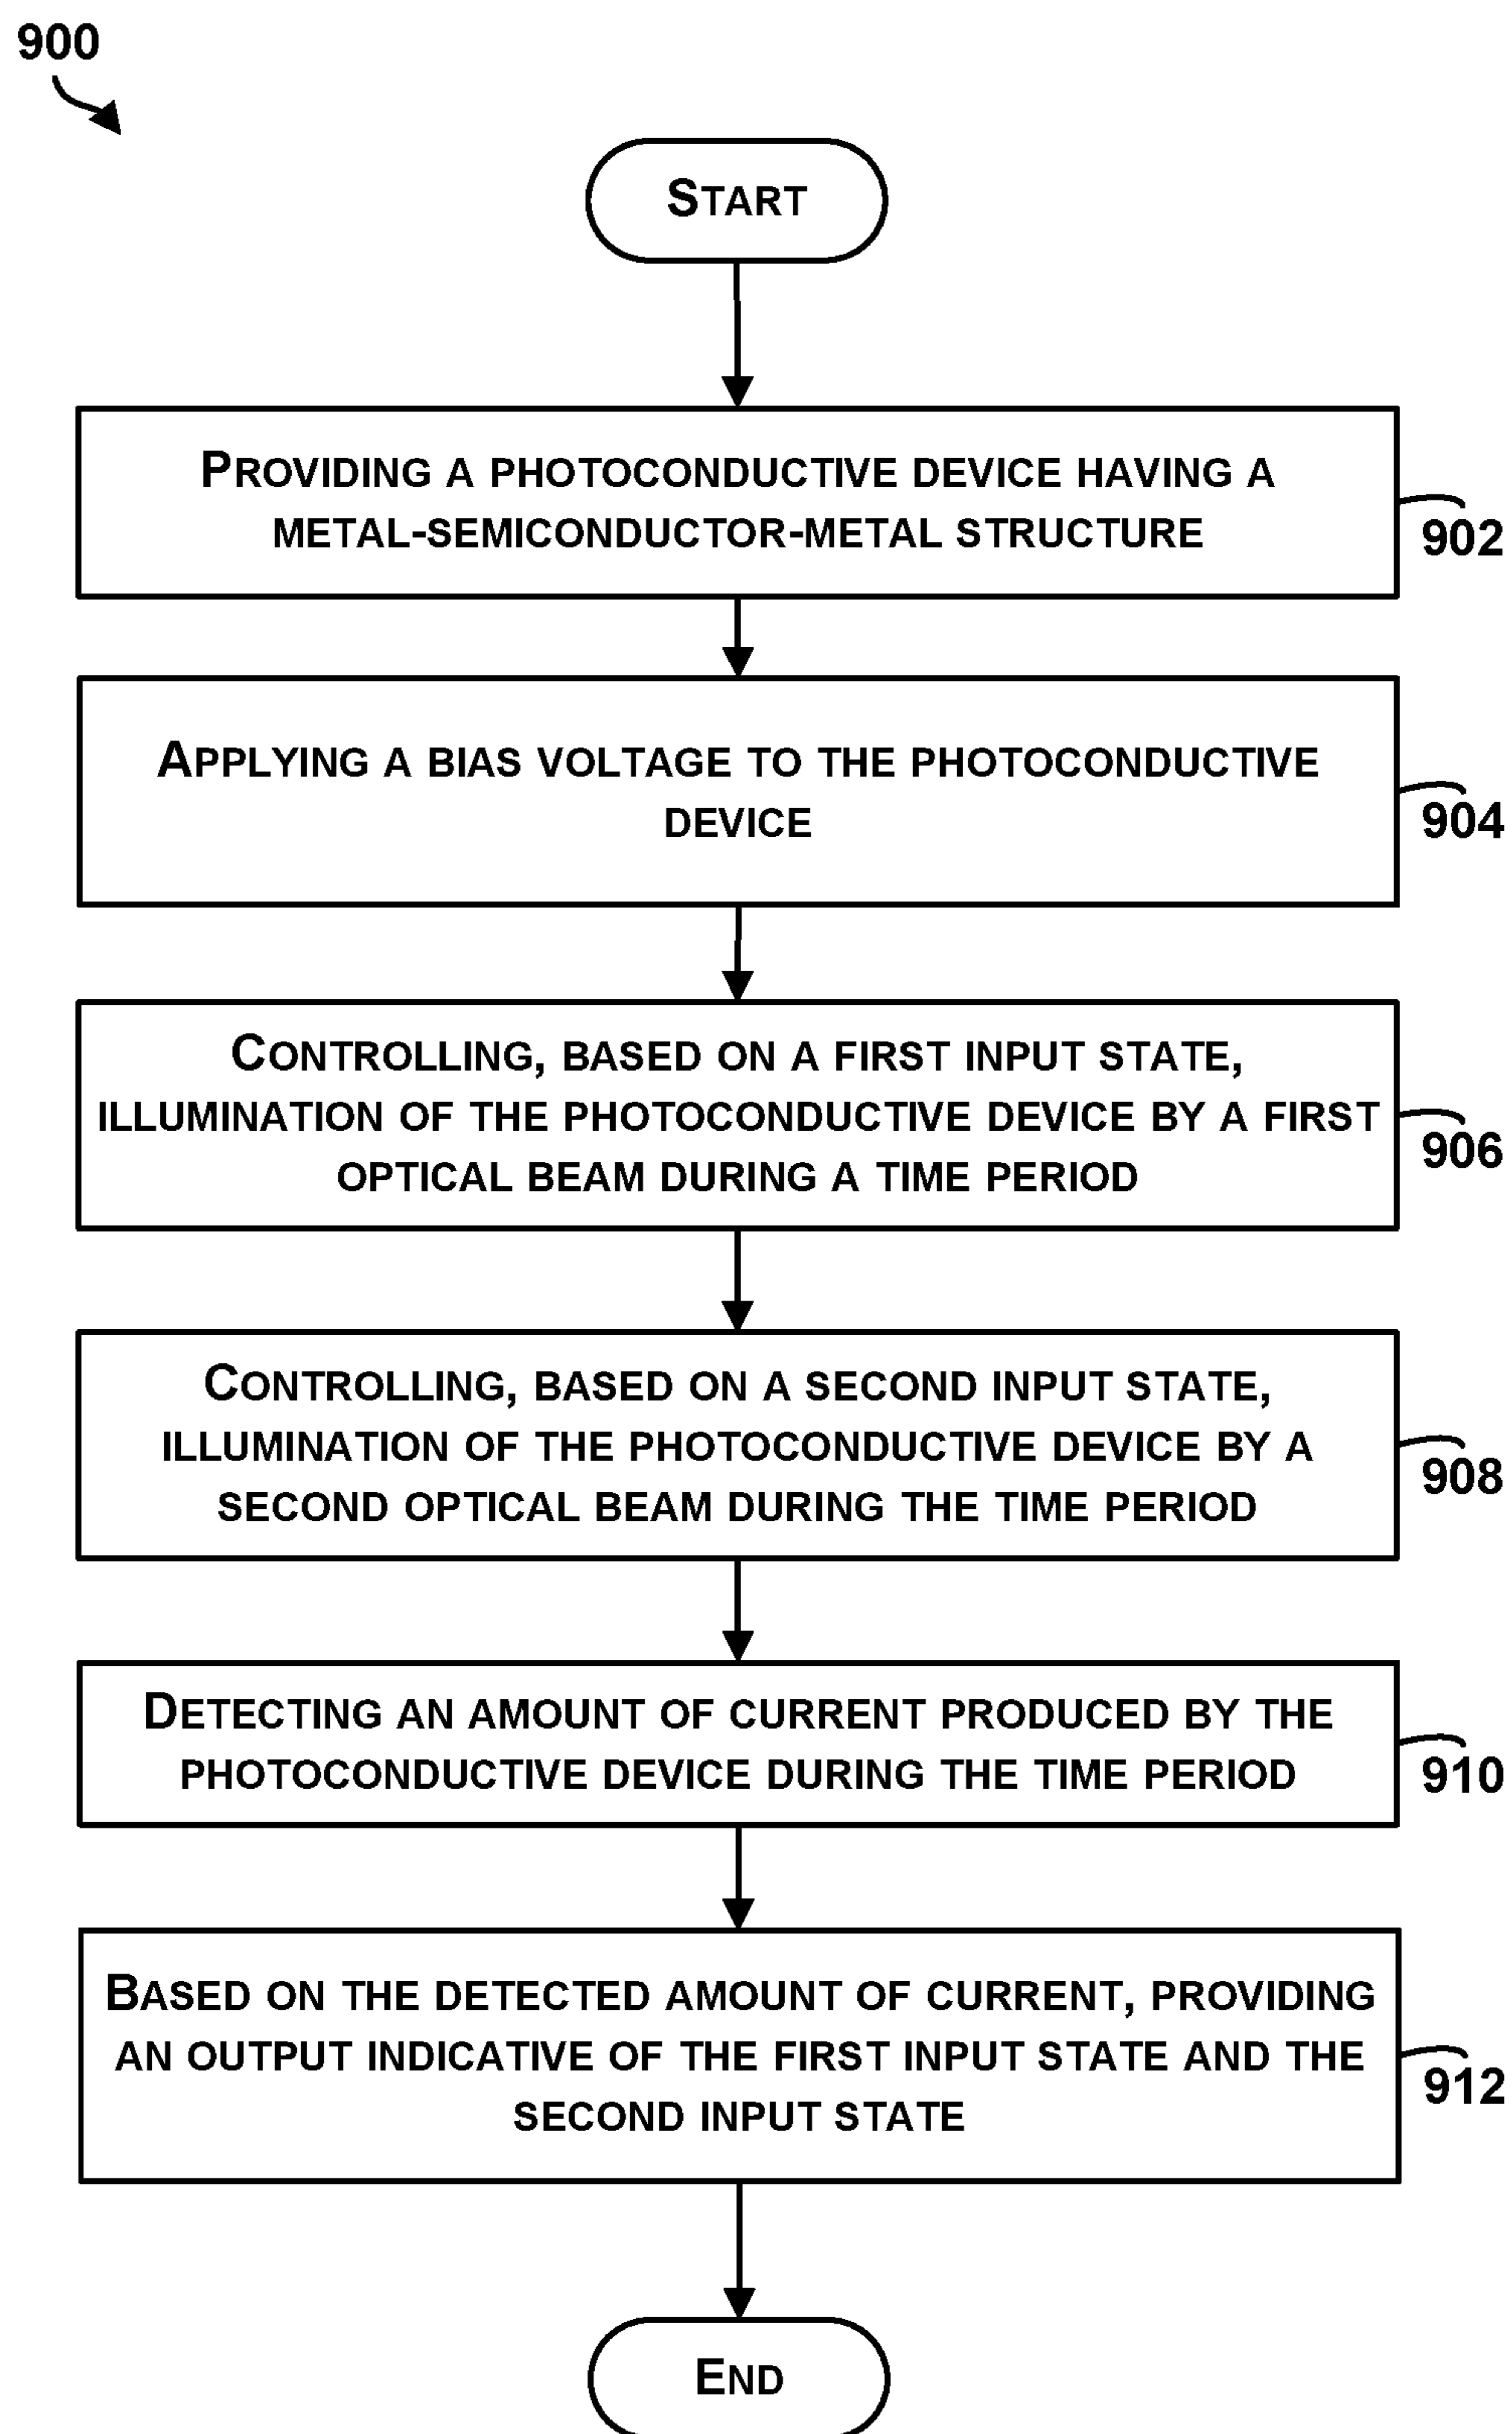 900
START
PROVIDING A PHOTOCONDUCTIVE DEVICE HAVING A
METAL-SEMICONDUCTOR-METAL STRUCTURE
902
APPLYING A BIAS VOLTAGE TO THE PHOTOCONDUCTIVE
DEVICE
904
CONTROLLING, BASED ON A FIRST INPUT STATE,
ILLUMINATION OF THE PHOTOCONDUCTIVE DEVICE BY A FIRST
OPTICAL BEAM DURING A TIME PERIOD
906
CONTROLLING, BASED ON A SECOND INPUT STATE,
ILLUMINATION OF THE PHOTOCONDUCTIVE DEVICE BY A
SECOND OPTICAL BEAM DURING THE TIME PERIOD
908
DETECTING AN AMOUNT OF CURRENT PRODUCED BY THE
PHOTOCONDUCTIVE DEVICE DURING THE TIME PERIOD
910
BASED ON THE DETECTED AMOUNT OF CURRENT, PROVIDING
AN OUTPUT INDICATIVE OF THE FIRST INPUT STATE AND THE
SECOND INPUT STATE
912
END